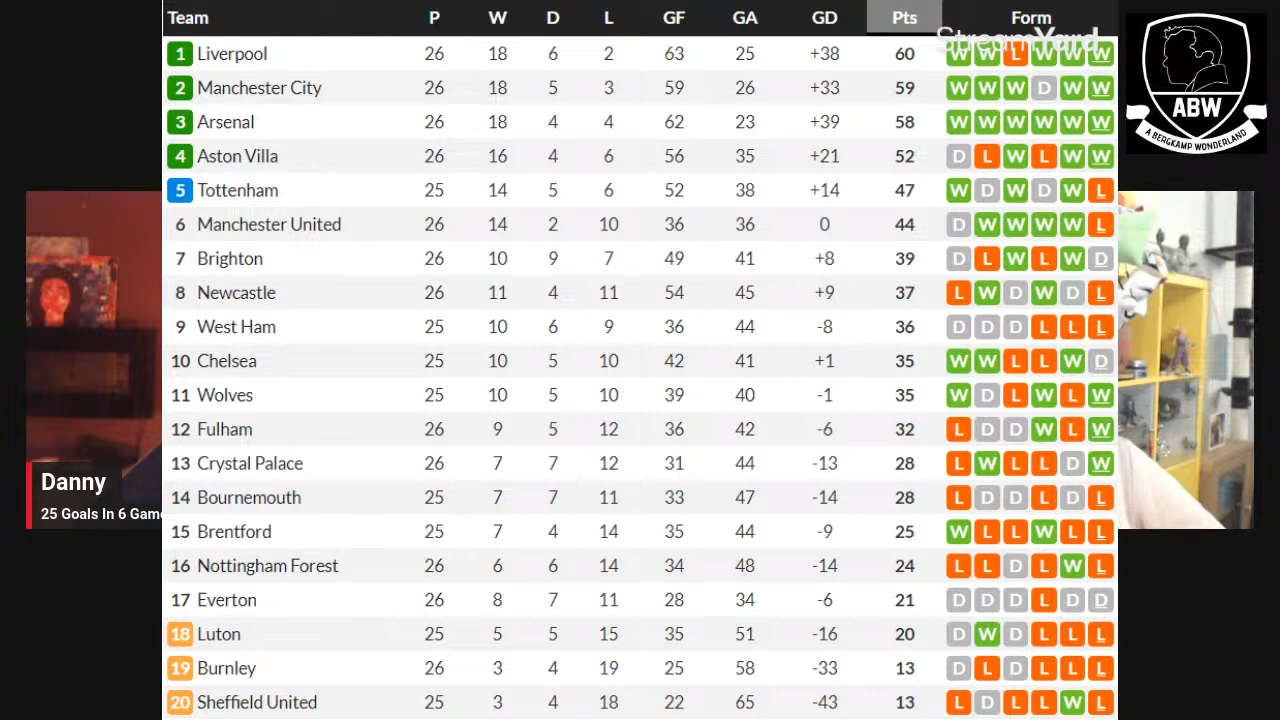 Team P W D L GF GA GD Pts Form
StreamYard
1 Liverpool 26 18 6 2 63 25 +38 60 W W L W W W
2 Manchester City 26 18 5 3 59 26 +33 59 W W W D W W
3 Arsenal 26 18 4 4 62 23 +39 58 W W W W W W
4 Aston Villa 26 16 4 6 56 35 +21 52 D L W L W W
5 Tottenham 25 14 5 6 52 38 +14 47 W D W D W L
6 Manchester United 26 14 2 10 36 36 0 44 D W W W W L
7 Brighton 26 10 9 7 49 41 +8 39 D L W L W D
8 Newcastle 26 11 4 11 54 45 +9 37 L W D W D L
9 West Ham 25 10 6 9 36 44 -8 36 D D D L L L
10 Chelsea 25 10 5 10 42 41 +1 35 W W L L W D
11 Wolves 25 10 5 10 39 40 -1 35 W D L W L W
12 Fulham 26 9 5 12 36 42 -6 32 L D D W L W
13 Crystal Palace 26 7 7 12 31 44 -13 28 L W L L D W
14 Bournemouth 25 7 7 11 33 47 -14 28 L D D L D L
15 Brentford 25 7 4 14 35 44 -9 25 W L L W L L
16 Nottingham Forest 26 6 6 14 34 48 -14 24 L L D L W L
17 Everton 26 8 7 11 28 34 -6 21 D D D L D D
18 Luton 25 5 5 15 35 51 -16 20 D W D L L L
19 Burnley 26 3 4 19 25 58 -33 13 D L D L L L
20 Sheffield United 25 3 4 18 22 65 -43 13 L D L L W L
ABW
A BERGKAMP WONDERLAND
Danny
25 Goals In 6 Game